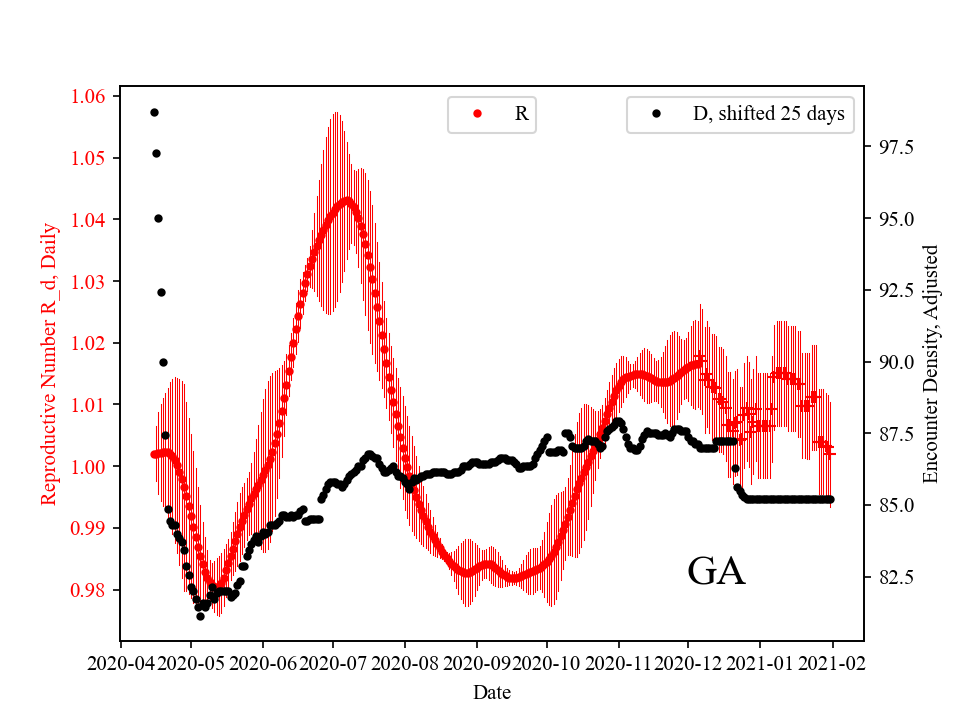 R
D, shifted 25 days
1.06
1.05
1.04
1.03
1.02
1.01
1.00
0.99
0.98
Reproductive Number R_d, Daily
97.5
95.0
92.5
90.0
87.5
85.0
82.5
Encounter Density, Adjusted
GA
2020-04 2020-05 2020-06 2020-07 2020-08 2020-09 2020-10 2020-11 2020-12 2021-01 2021-02
Date